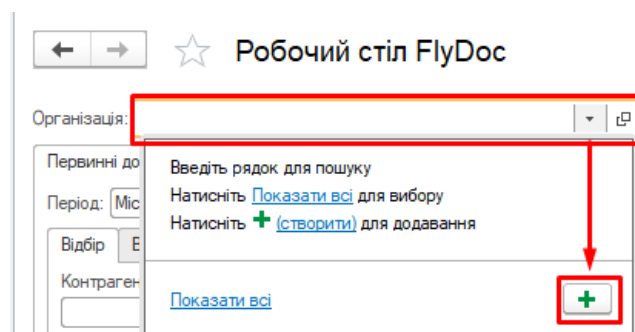 Робочий стіл FlyDoc
Організація:
Первинні до
Введіть рядок для пошуку
Період: Міс
Натисніть Показати всі для вибору
Натисніть + (створити) для додавання
Відбір В
Контраген
Показати всі